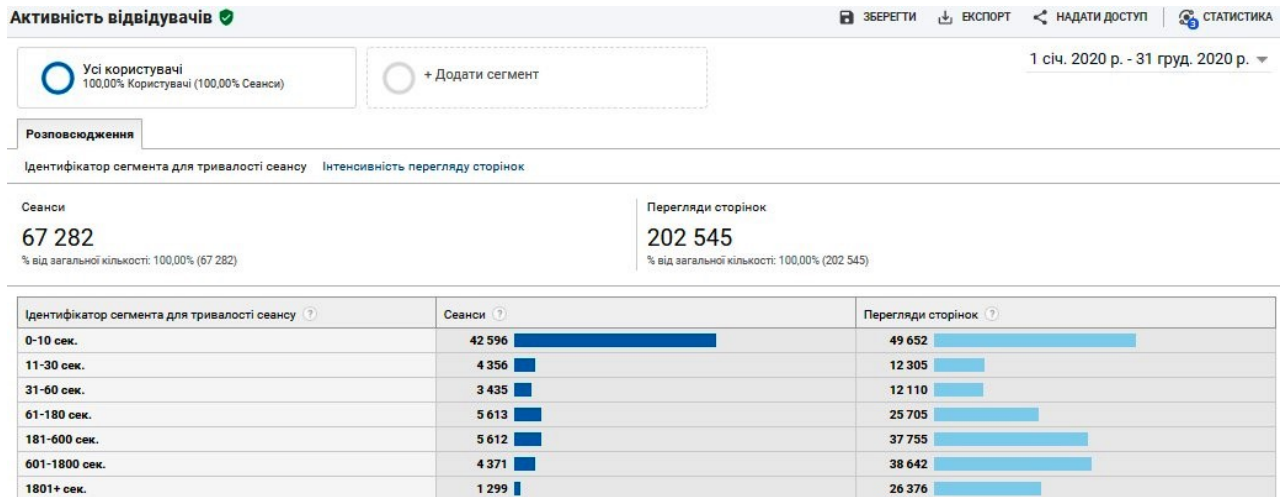 Активність відвідувачів
ЗБЕРЕГТИ ЕКСПОРТ НАДАТИ ДОСТУП 3 СТАТИСТИКА
Усі користувачі
100,00% Користувачі (100,00% Сеанси)
+ Додати сегмент
1 січ. 2020 р. - 31 груд. 2020 р.
Розповсюдження
Ідентифікатор сегмента для тривалості сеансу Інтенсивність перегляду сторінок
Сеанси
67 282
% від загальної кількості: 100,00% (67 282)
Перегляди сторінок
202 545
% від загальної кількості: 100,00% (202 545)
Ідентифікатор сегмента для тривалості сеансу ? Сеанси ? Перегляди сторінок ?
0-10 сек. 42 596 49 652
11-30 сек. 4 356 12 305
31-60 сек. 3 435 12 110
61-180 сек. 5 613 25 705
181-600 сек. 5 612 37 755
601-1800 сек. 4 371 38 642
1801+ сек. 1 299 26 376